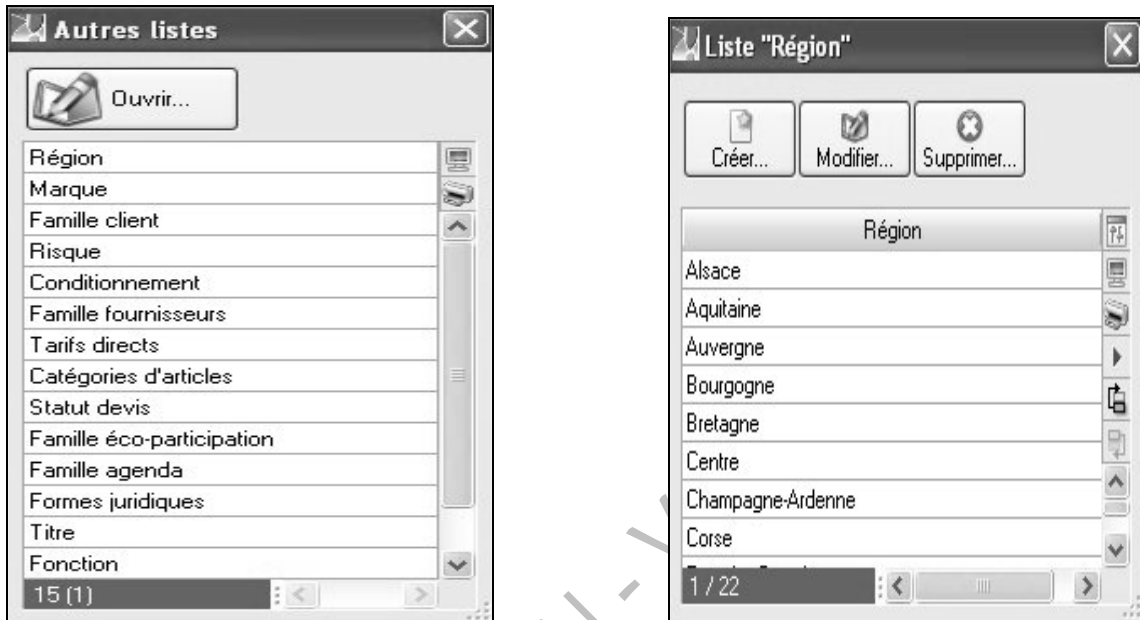 Autres listes
Ouvrir...
Région
Marque
Famille client
Risque
Conditionnement
Famille fournisseurs
Tarifs directs
Catégories d'articles
Statut devis
Famille éco-participation
Famille agenda
Formes juridiques
Titre
Fonction
15 (1)
Liste "Région"
Créer...
Modifier...
Supprimer...
Région
Alsace
Aquitaine
Auvergne
Bourgogne
Bretagne
Centre
Champagne-Ardenne
Corse
1 / 22